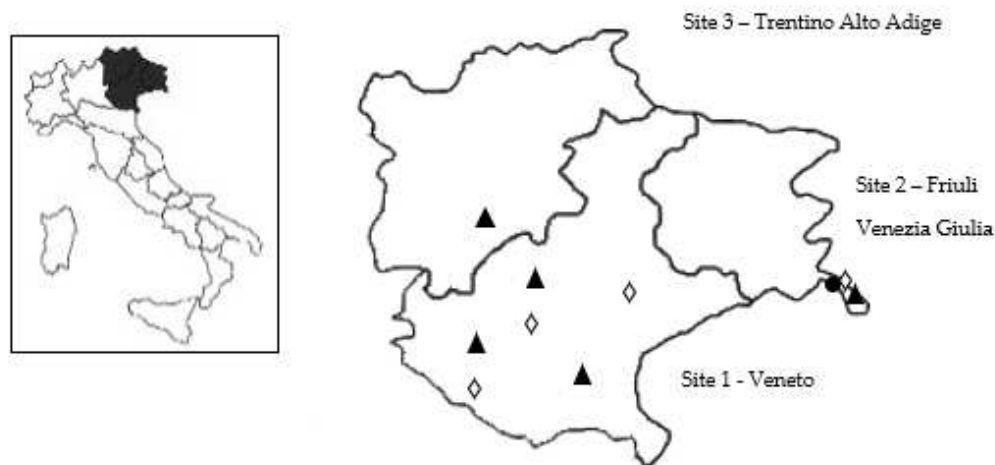 Site 3 – Trentino Alto Adige
Site 2 – Friuli
Venezia Giulia
Site 1 - Veneto